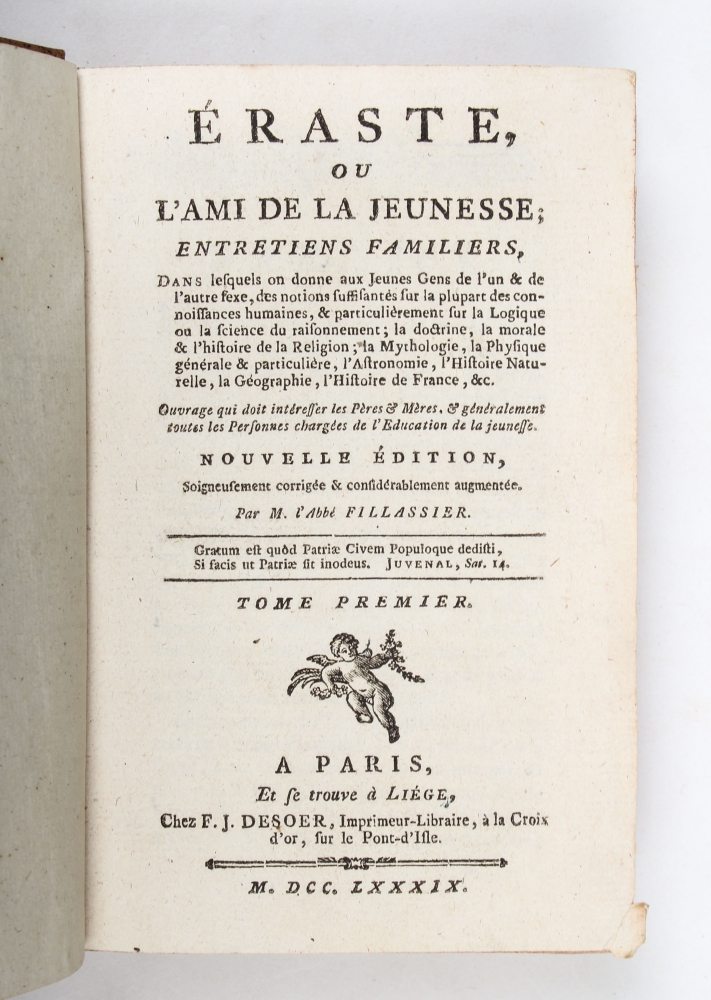 ÉRASTE,
OU
L'AMI DE LA JEUNESSE;
ENTRETIENS FAMILIERS,
DANS leſquels on donne aux Jeunes Gens de l'un & de
l'autre ſexe, des notions ſuffiſantes ſur la plupart des con-
noiſſances humaines, & particulièrement ſur la Logique
ou la ſcience du raiſonnement; la doctrine, la morale
& l'hiſtoire de la Religion; la Mythologie, la Phyſique
générale & particulière, l'Aſtronomie, l'Hiſtoire Natu-
relle, la Géographie, l'Hiſtoire de France, &c.
Ouvrage qui doit intéreſſer les Pères & Mères, & généralement
toutes les Perſonnes chargées de l'Education de la jeuneſſe.
NOUVELLE ÉDITION,
Soigneuſement corrigée & conſidérablement augmentée.
Par M. l'Abbé FILLASSIER.
Gratum eſt quòd Patriæ Civem Populoque dediſti,
Si facis ut Patriæ ſit inodeus. JUVENAL, Sat. 14.
TOME PREMIER.
A PARIS,
Et ſe trouve à LIÉGE,
Chez F. J. DESOER, Imprimeur-Libraire, à la Croix
d'or, ſur le Pont-d'Iſle.
M. DCC. LXXXIX.